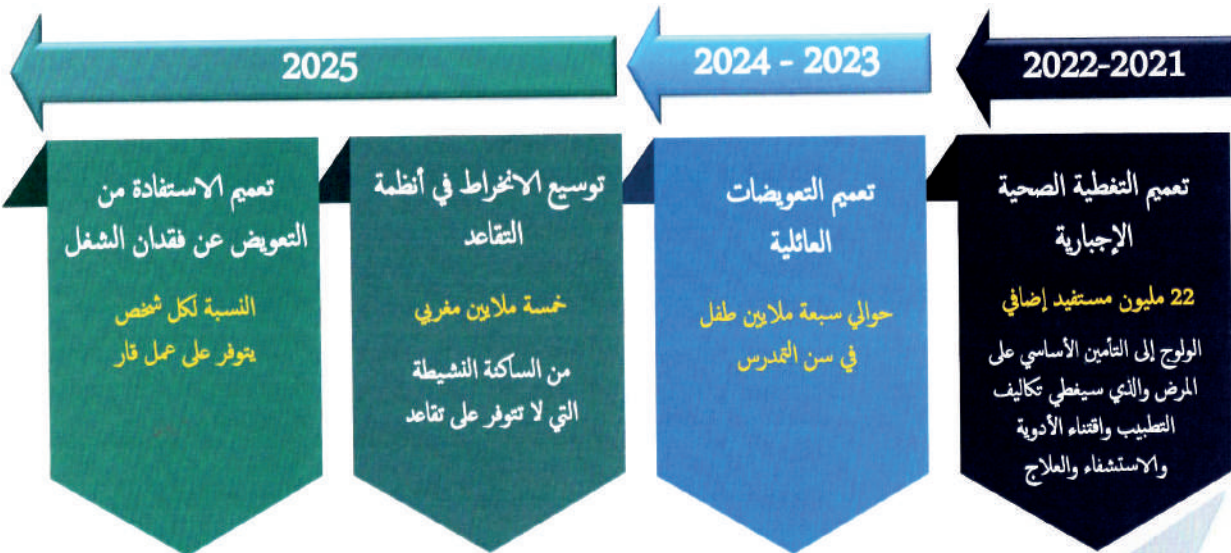 2022-2021
تعميم التغطية الصحية
الإجبارية
22 مليون مستفيد إضافي
الولوج إلى التأمين الأساسي على
المرض والذي سيغطي تكاليف
التطبيب واقتناء الأدوية
والاستشفاء والعلاج
2024 - 2023
تعميم التعويضات
العائلية
حوالي سبعة ملايين طفل
في سن التمدرس
2025
توسيع الانخراط في أنظمة
التقاعد
خمسة ملايين مغربي
من الساكنة النشيطة
التي لا تتوفر على تقاعد
تعميم الاستفادة من
التعويض عن فقدان الشغل
النسبة لكل شخص
يتوفر على عمل قار